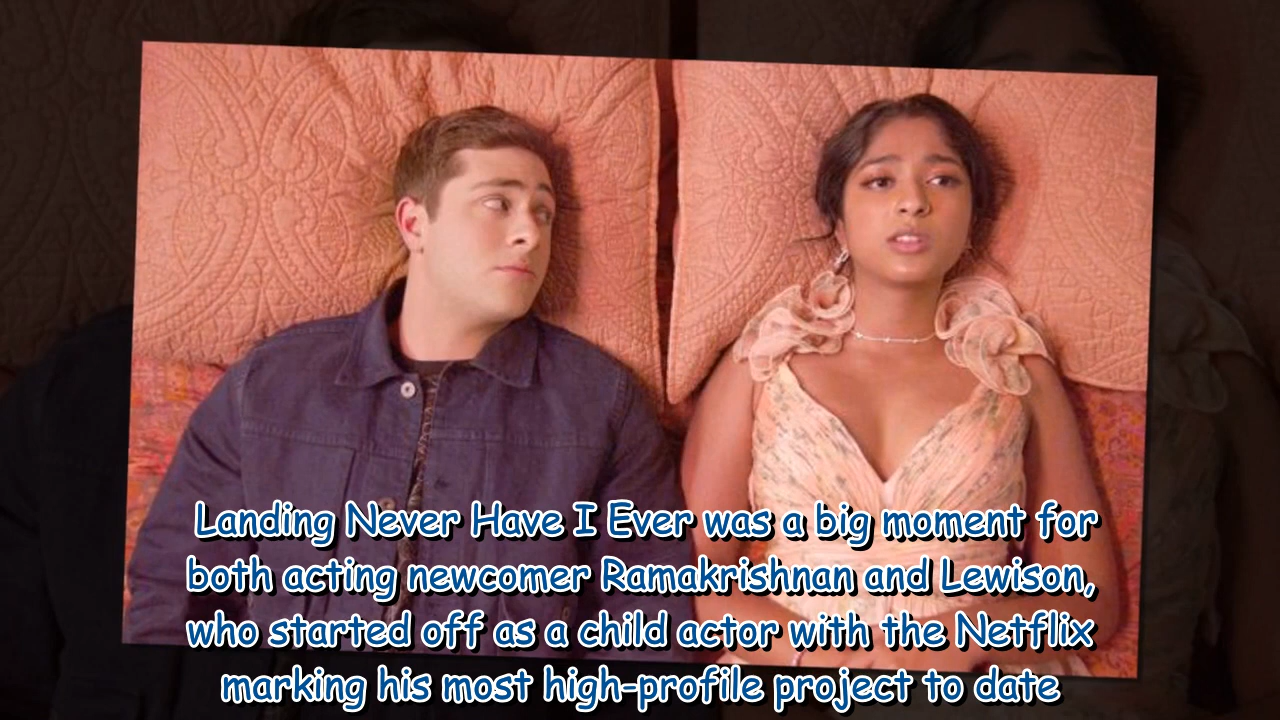 Landing Never Have I Ever was a big moment for
both acting newcomer Ramakrishnan and Lewison,
who started off as a child actor with the Netflix
marking his most high-profile project to date